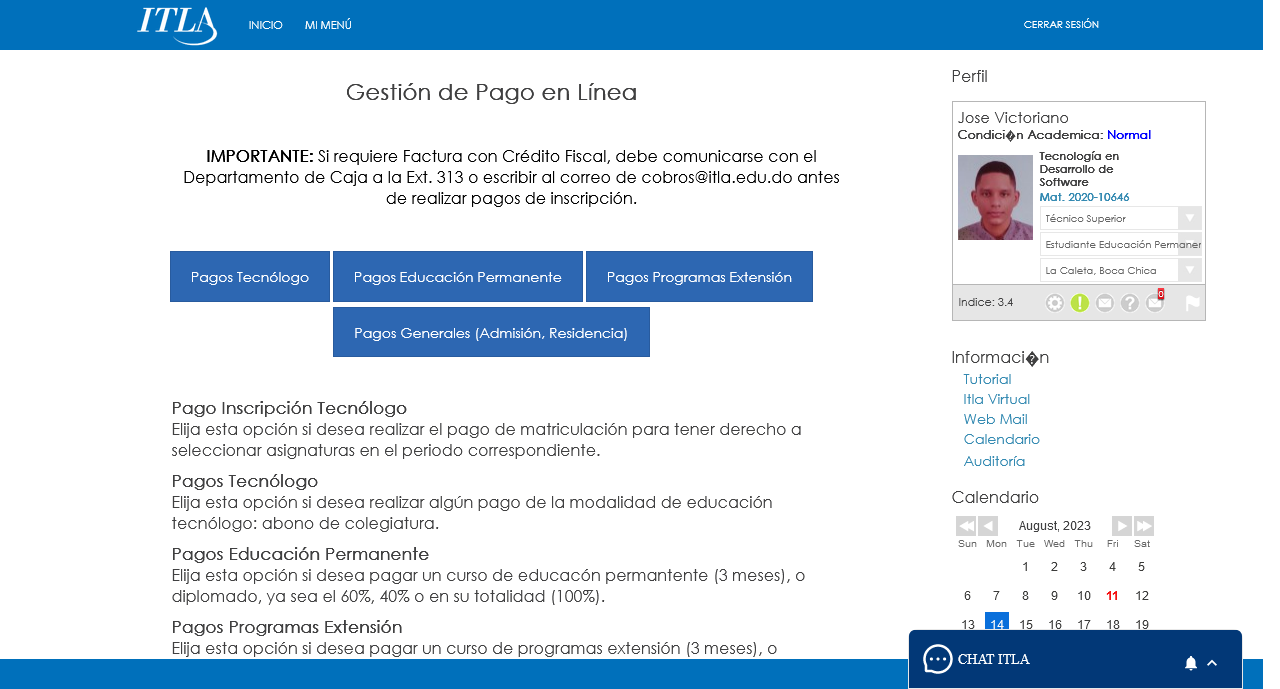 ITLA
INICIO
MI MENÚ
CERRAR SESIÓN
Gestión de Pago en Línea
IMPORTANTE: Si requiere Factura con Crédito Fiscal, debe comunicarse con el
Departamento de Caja a la Ext. 313 o escribir al correo de cobros@itla.edu.do antes
de realizar pagos de inscripción.
Pagos Tecnólogo
Pagos Educación Permanente
Pagos Programas Extensión
Pagos Generales (Admisión, Residencia)
Pago Inscripción Tecnólogo
Elija esta opción si desea realizar el pago de matriculación para tener derecho a
seleccionar asignaturas en el periodo correspondiente.
Pagos Tecnólogo
Elija esta opción si desea realizar algún pago de la modalidad de educación
tecnólogo: abono de colegiatura.
Pagos Educación Permanente
Elija esta opción si desea pagar un curso de educacón permantente (3 meses), o
diplomado, ya sea el 60%, 40% o en su totalidad (100%).
Pagos Programas Extensión
Elija esta opción si desea pagar un curso de programas extensión (3 meses), o
Perfil
Jose Victoriano
Condici�n Academica: Normal
Tecnología en
Desarrollo de
Software
Mat. 2020-10646
Técnico Superior
Estudiante Educación Permaner
La Caleta, Boca Chica
Indice: 3.4
0
Informaci�n
Tutorial
Itla Virtual
Web Mail
Calendario
Auditoría
Calendario
August, 2023
Sun Mon Tue Wed Thu Fri Sat
1 2 3 4 5
6 7 8 9 10 11 12
13 14 15 16 17 18 19
CHAT ITLA